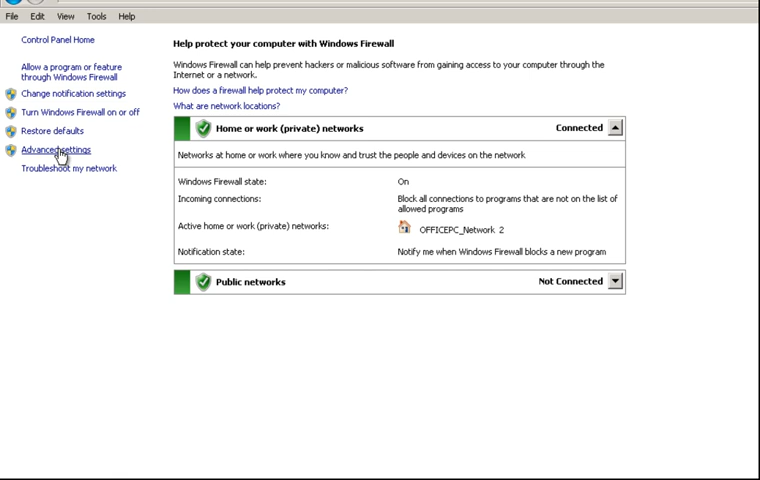 File Edit View Tools Help
Control Panel Home
Allow a program or feature
through Windows Firewall
Change notification settings
Turn Windows Firewall on or off
Restore defaults
Advanced settings
Troubleshoot my network
Help protect your computer with Windows Firewall
Windows Firewall can help prevent hackers or malicious software from gaining access to your computer through the
Internet or a network.
How does a firewall help protect my computer?
What are network locations?
Home or work (private) networks Connected
Networks at home or work where you know and trust the people and devices on the network
Windows Firewall state: On
Incoming connections: Block all connections to programs that are not on the list of
allowed programs
Active home or work (private) networks: OFFICEPC_Network 2
Notification state: Notify me when Windows Firewall blocks a new program
Public networks Not Connected